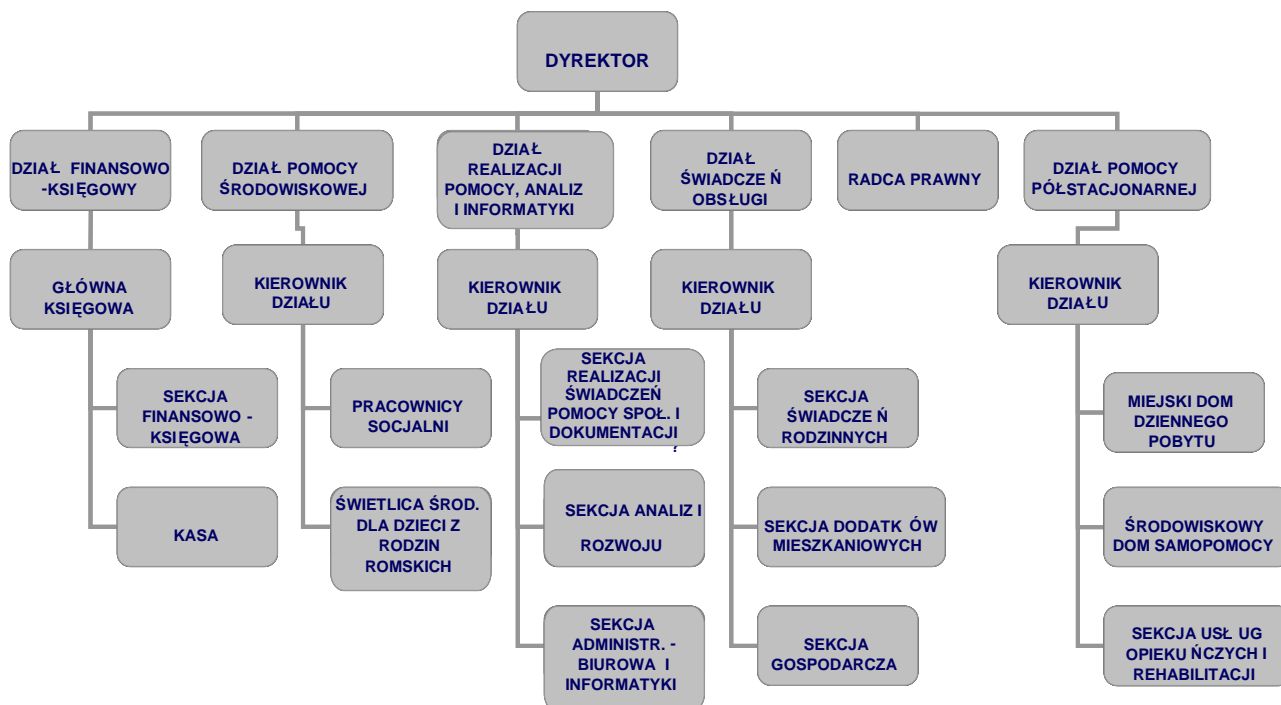 DYREKTOR
DZIAŁ FINANSOWO
-KSIĘGOWY
DZIAŁ POMOCY
ŚRODOWISKOWEJ
DZIAŁ
REALIZACJI
POMOCY, ANALIZ
I INFORMATYKI
DZIAŁ
ŚWIADCZE Ń
OBSŁUGI
RADCA PRAWNY
DZIAŁ POMOCY
PÓŁSTACJONARNEJ
GŁÓWNA
KSIĘGOWA
KIEROWNIK
DZIAŁU
KIEROWNIK
DZIAŁU
KIEROWNIK
DZIAŁU
KIEROWNIK
DZIAŁU
SEKCJA
FINANSOWO -
KSIĘGOWA
PRACOWNICY
SOCJALNI
SEKCJA
REALIZACJI
ŚWIADCZEŃ
POMOCY SPOŁ. I
DOKUMENTACJI
SEKCJA
ŚWIADCZE Ń
RODZINNYCH
MIEJSKI DOM
DZIENNEGO
POBYTU
KASA
ŚWIETLICA ŚROD.
DLA DZIECI Z
RODZIN
ROMSKICH
SEKCJA ANALIZ I
ROZWOJU
SEKCJA DODATK ÓW
MIESZKANIOWYCH
ŚRODOWISKOWY
DOM SAMOPOMOCY
SEKCJA
ADMINISTR. -
BIUROWA I
INFORMATYKI
SEKCJA
GOSPODARCZA
SEKCJA USŁ UG
OPIEKU ŃCZYCH I
REHABILITACJI